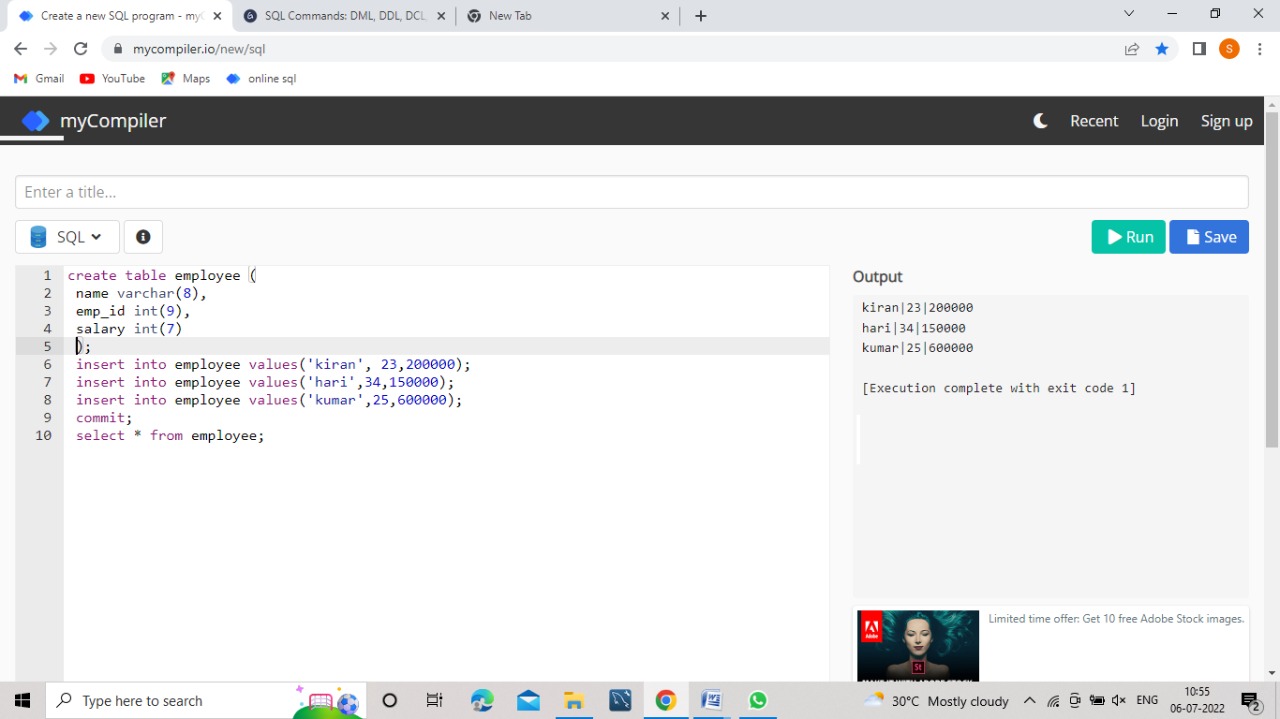 Create a new SQL program - my
SQL Commands: DML, DDL, DCL
New Tab
mycompiler.io/new/sql
S
Gmail
YouTube
Maps
online sql
myCompiler
Recent
Login
Sign up
Enter a title...
SQL
Run
Save
1 create table employee (
2 name varchar(8),
3 emp_id int(9),
4 salary int(7)
5 );
6 insert into employee values('kiran', 23,200000);
7 insert into employee values('hari',34,150000);
8 insert into employee values('kumar',25,600000);
9 commit;
10 select * from employee;
Output
kiran|23|200000
hari|34|150000
kumar|25|600000
[Execution complete with exit code 1]
Adobe
St
Limited time offer: Get 10 free Adobe Stock images.
Type here to search
30°C Mostly cloudy
ENG
10:55
06-07-2022
2